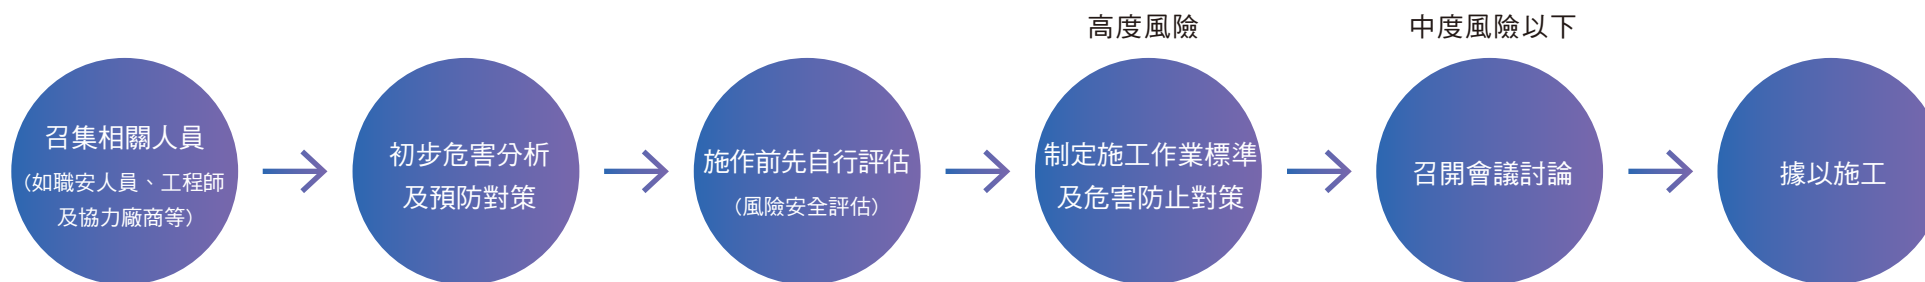 召集相關人員
(如職安人員、工程師
及協力廠商等)
初步危害分析
及預防對策
施作前先自行評估
(風險安全評估)
高度風險
制定施工作業標準
及危害防止對策
中度風險以下
召開會議討論
據以施工